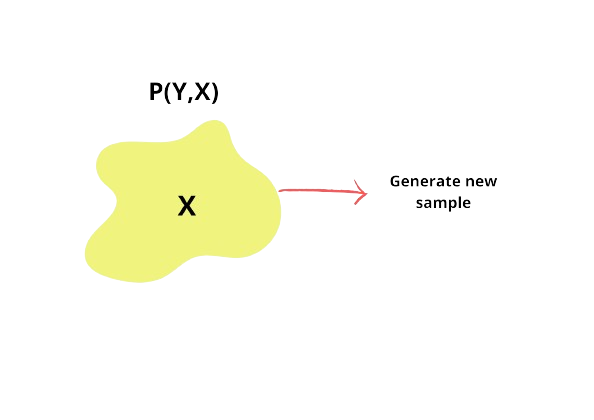 P(Y,X)
X
Generate new
sample